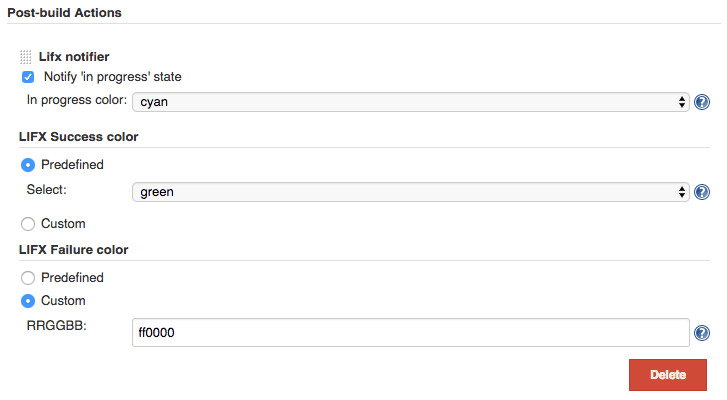 Post-build Actions
Lifx notifier
Notify 'in progress' state
In progress color: cyan
LIFX Success color
Predefined
Select: green
Custom
LIFX Failure color
Predefined
Custom
RRGGBB: ff0000
Delete